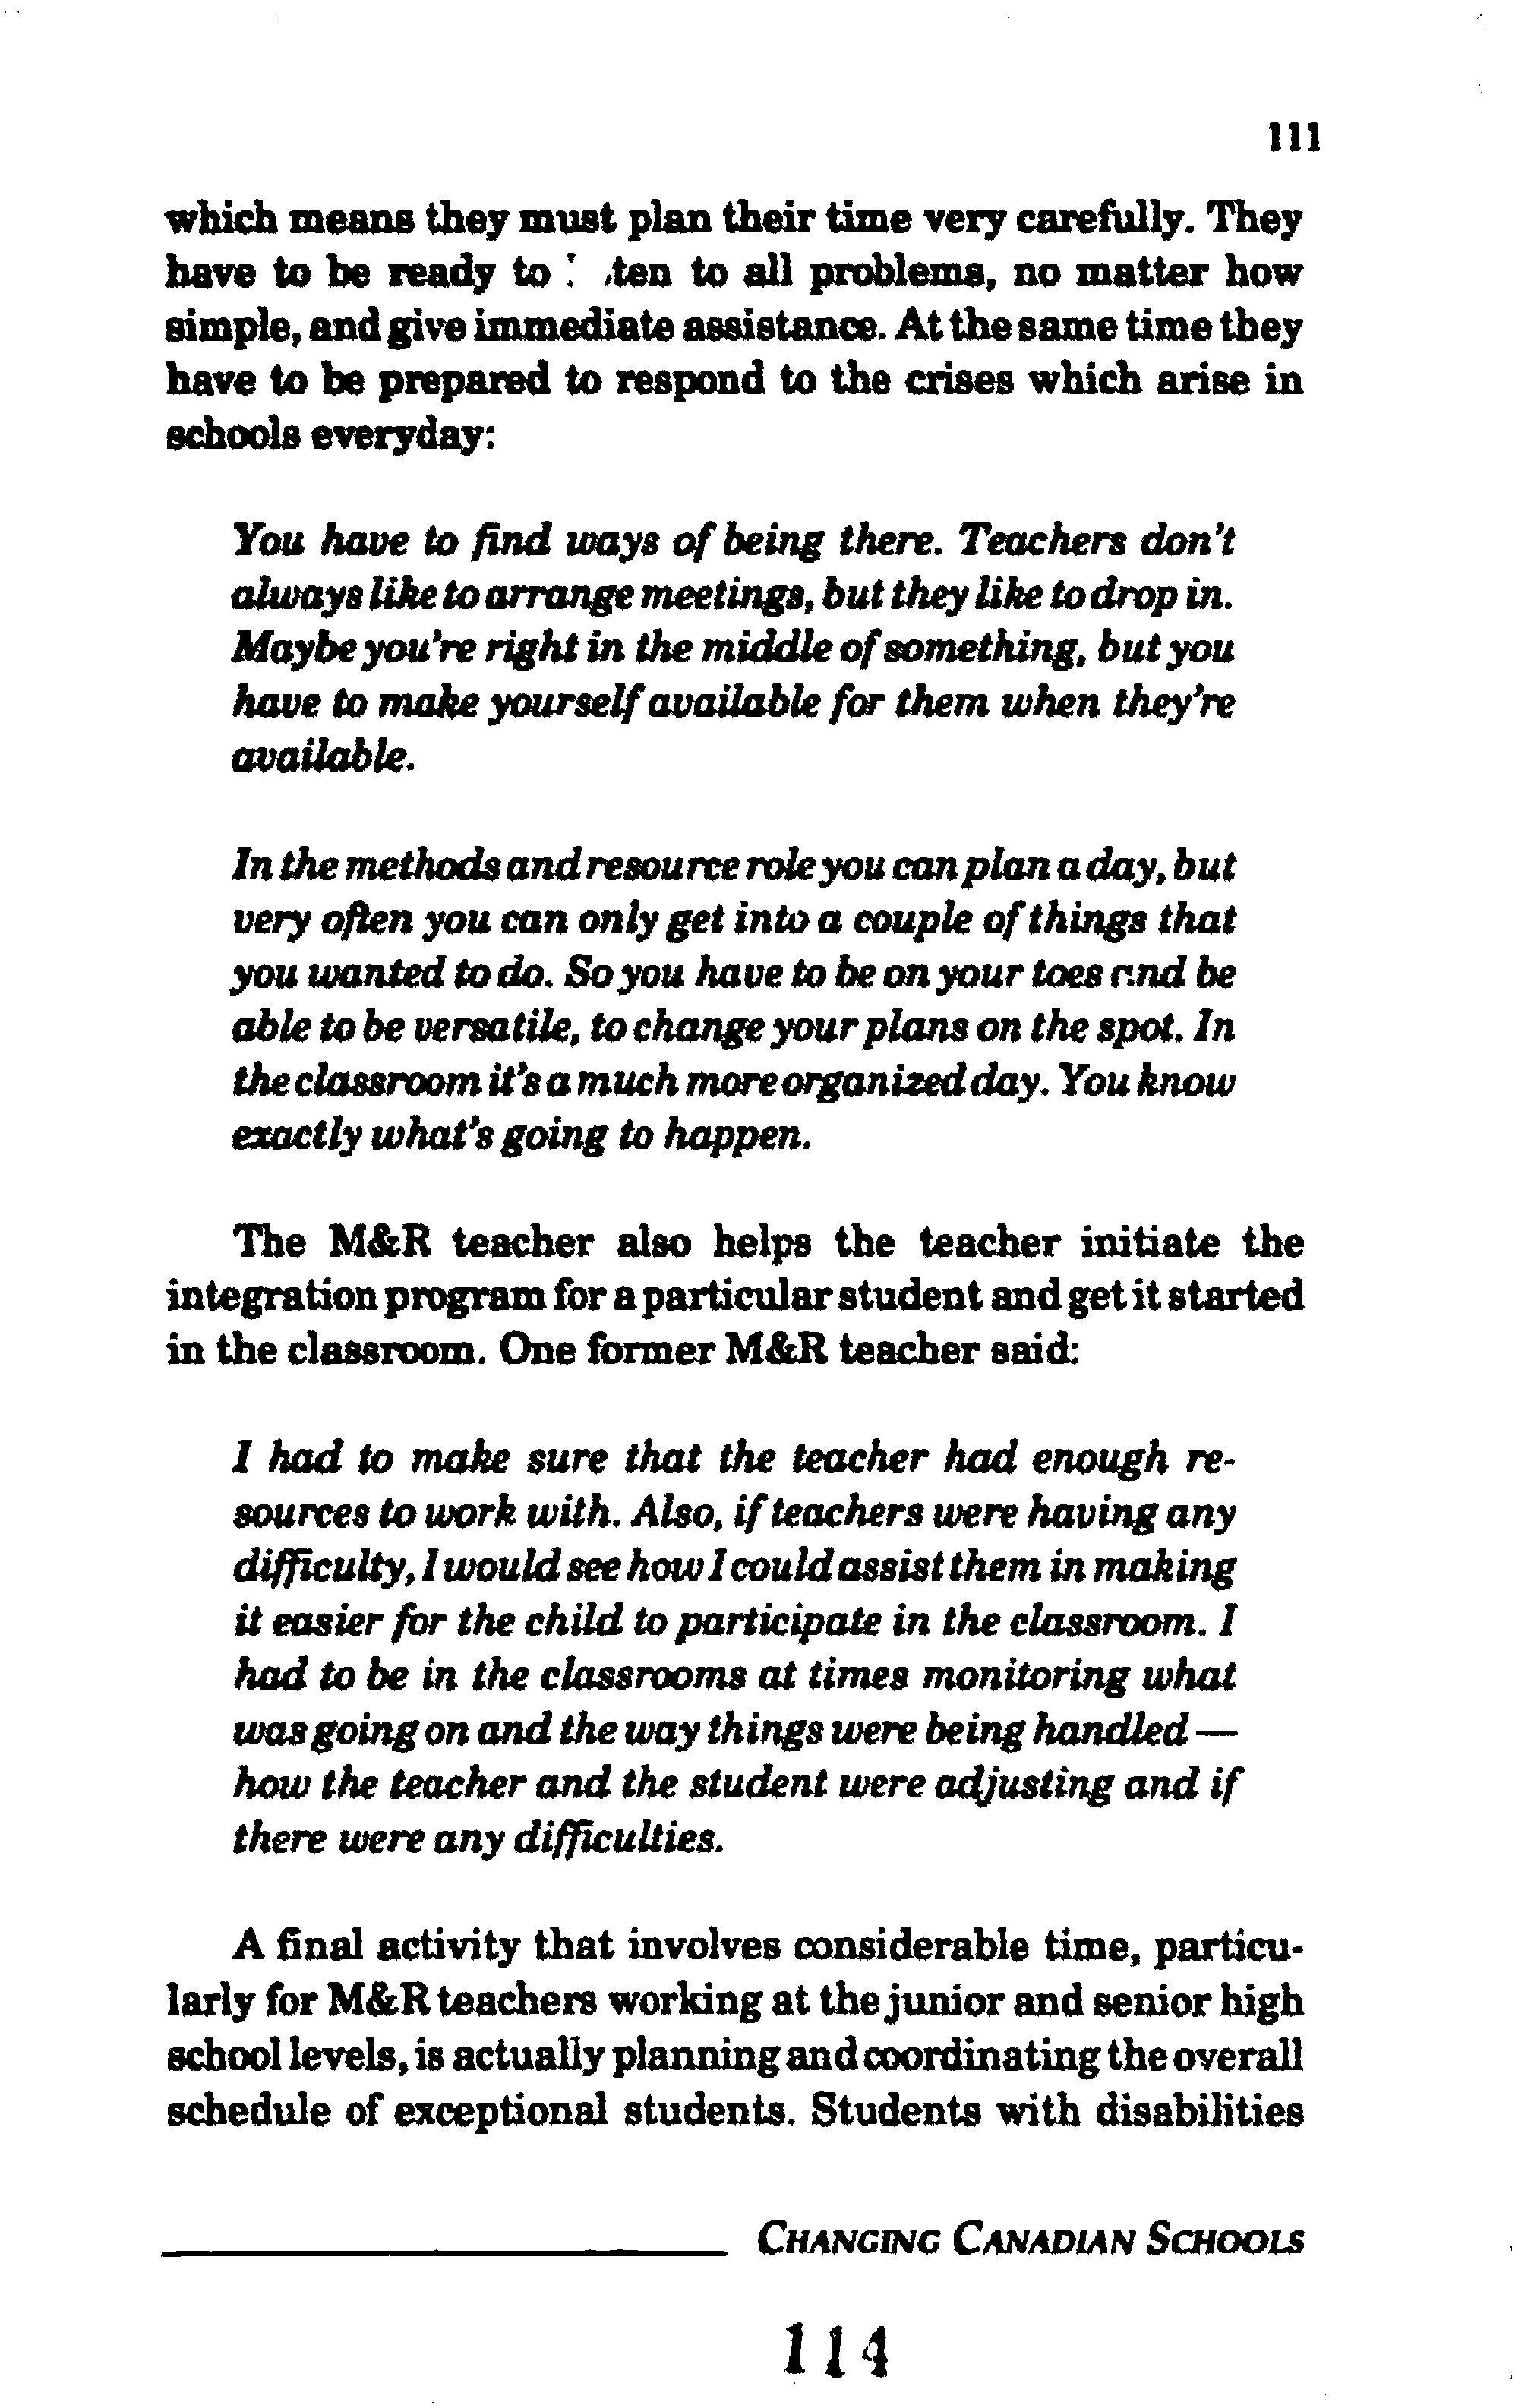 111
which means they must plan their time very carefully. They
have to be ready to to all problems, no matter how
simple, and give immediate assistance. At the same time they
have to be prepared to respond to the crises which arise in
schools everyday:
You have to find ways of being there. Teachers don't
always like to arrange meetings, but they like to drop in.
Maybe you're right in the middle of something, but you
have to make yourself available for them when they're
available.
In the methods and resource role you can plan a day, but
very often you can only get into a couple of things that
you wanted to do. So you have to be on your toes and be
able to be versatile, to change your plans on the spot. In
the classroom it's a much more organized day. You know
exactly what's going to happen.
The M&R teacher also helps the teacher initiate the
integration program for a particular student and get it started
in the classroom. One former M&R teacher said:
I had to make sure that the teacher had enough re-
sources to work with. Also, if teachers were having any
difficulty, I would see how I could assist them in making
it easier for the child to participate in the classroom. I
had to be in the classrooms at times monitoring what
was going on and the way things were being handled —
how the teacher and the student were adjusting and if
there were any difficulties.
A final activity that involves considerable time, particu-
larly for M&R teachers working at the junior and senior high
school levels, is actually planning and coordinating the overall
schedule of exceptional students. Students with disabilities
CHANGING CANADIAN SCHOOLS
114